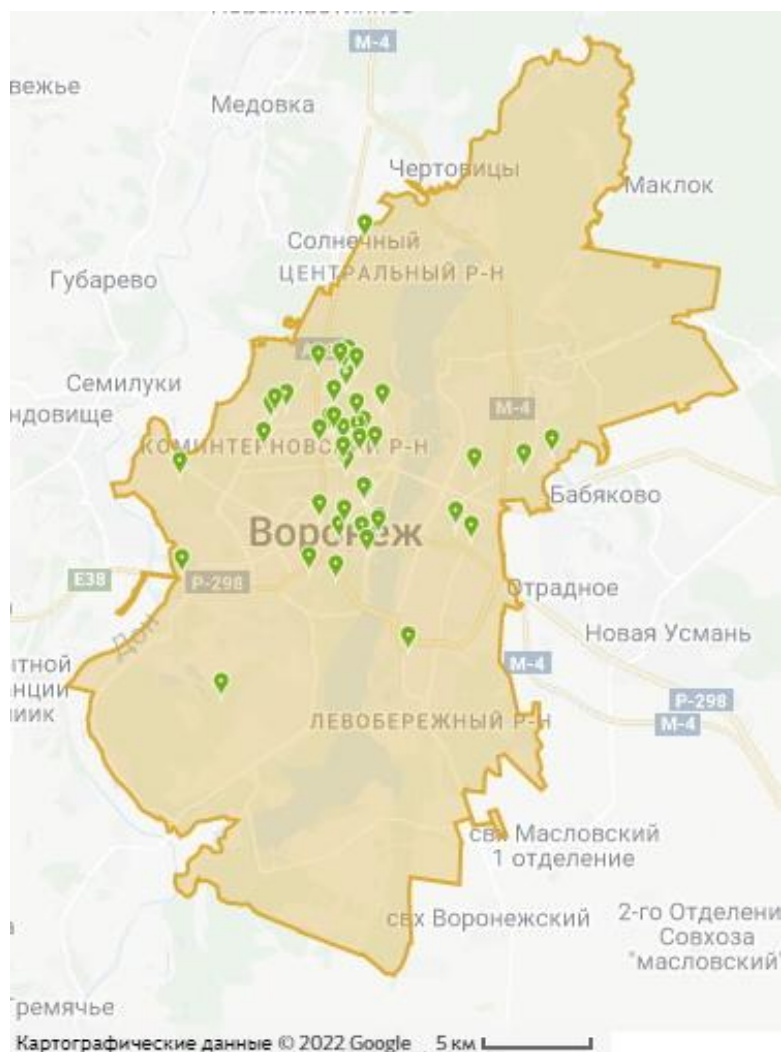 М-4
вежье
Медовка
Чертовицы
Маклок
Солнечный
ЦЕНТРАЛЬНЫЙ Р-Н
Губарево
Семилуки
ндовище
М-4
КОМИНТЕРНОВСКИЙ Р-Н
Бабяково
Воронеж
E38
Р-298
Отрадное
Дон
Новая Усмань
нтной
нции
иик
М-4
Р-298
М-4
ЛЕВОБЕРЕЖНЫЙ Р-Н
свх Масловский
1 отделение
свх Воронежский
2-го Отделени
Совхоза
"масловский"
ремячье
Картографические данные © 2022 Google 5 км